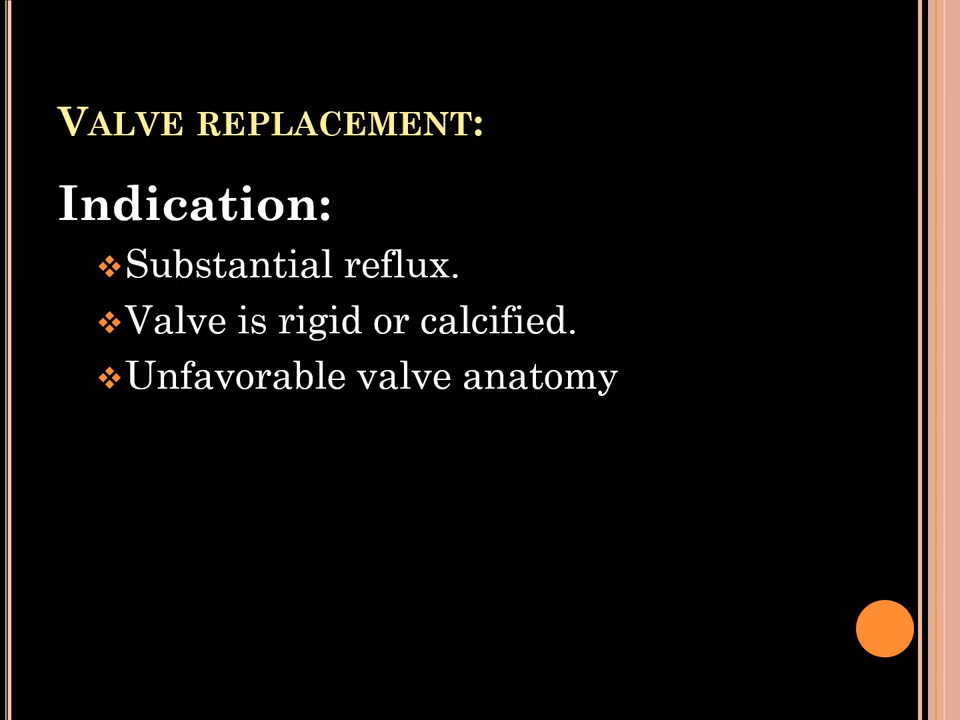 VALVE REPLACEMENT:
Indication:
❖ Substantial reflux.
❖ Valve is rigid or calcified.
❖ Unfavorable valve anatomy